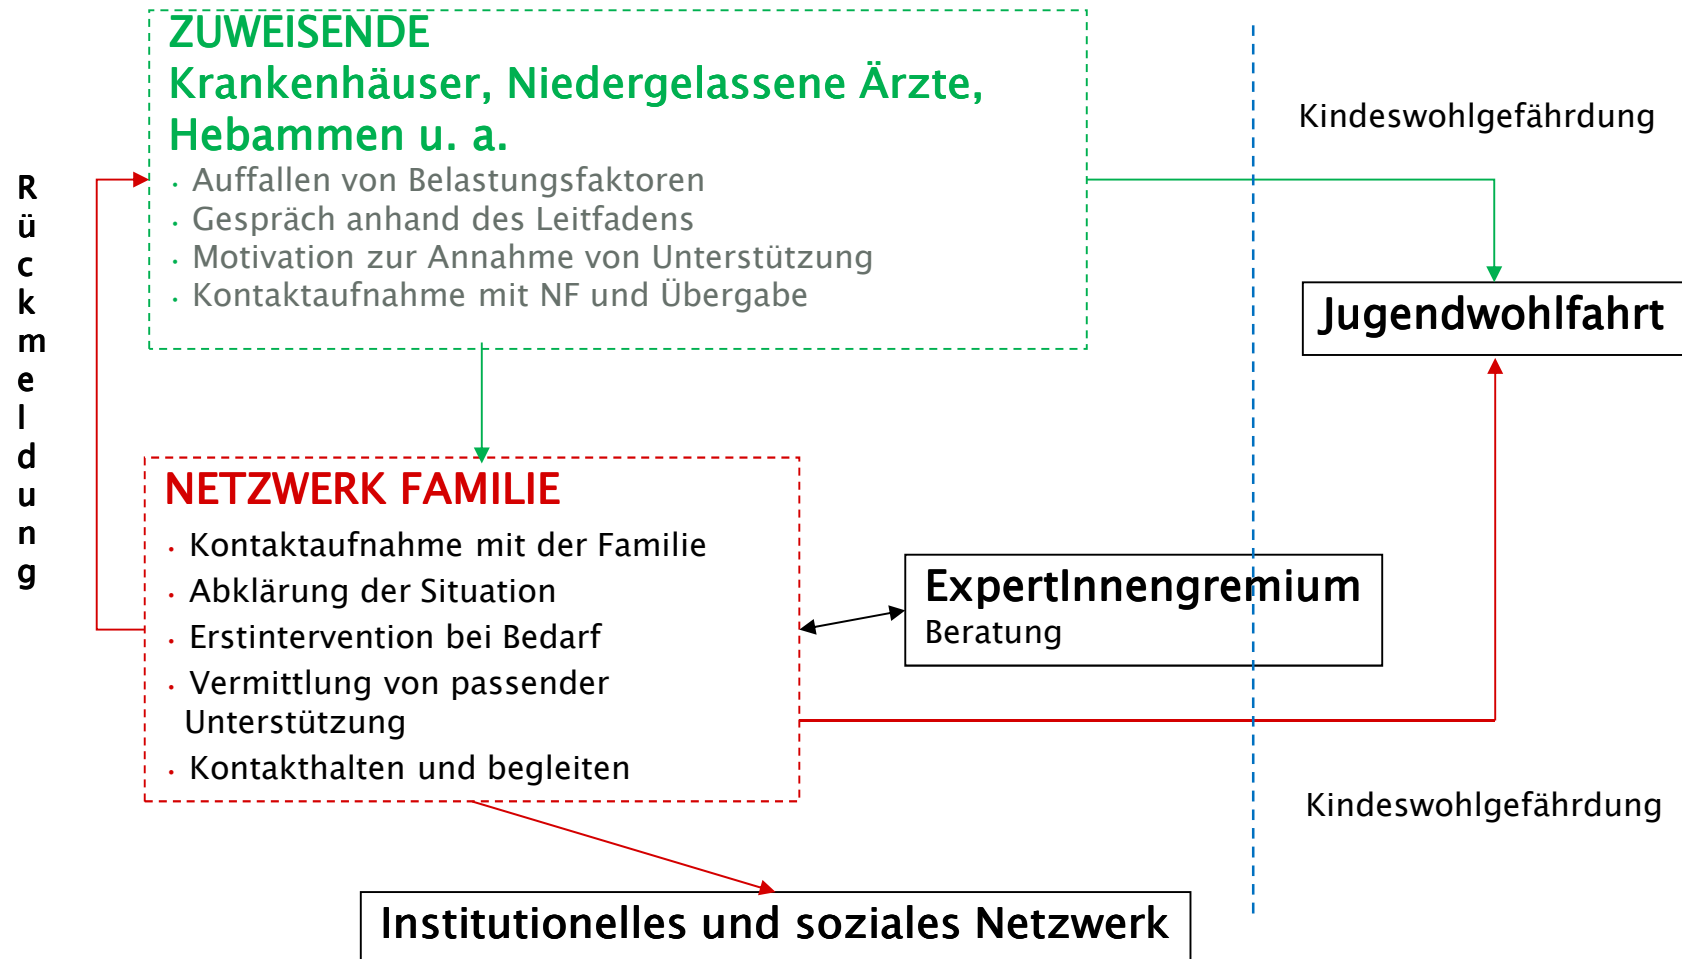 ZUWEISENDE
Krankenhäuser, Niedergelassene Ärzte,
Hebammen u. a.
· Auffallen von Belastungsfaktoren
· Gespräch anhand des Leitfadens
· Motivation zur Annahme von Unterstützung
· Kontaktaufnahme mit NF und Übergabe
Kindeswohlgefährdung
R
ü
c
k
m
e
l
d
u
n
g
Jugendwohlfahrt
NETZWERK FAMILIE
· Kontaktaufnahme mit der Familie
· Abklärung der Situation
· Erstintervention bei Bedarf
· Vermittlung von passender
Unterstützung
· Kontakthalten und begleiten
ExpertInnengremium
Beratung
Kindeswohlgefährdung
Institutionelles und soziales Netzwerk